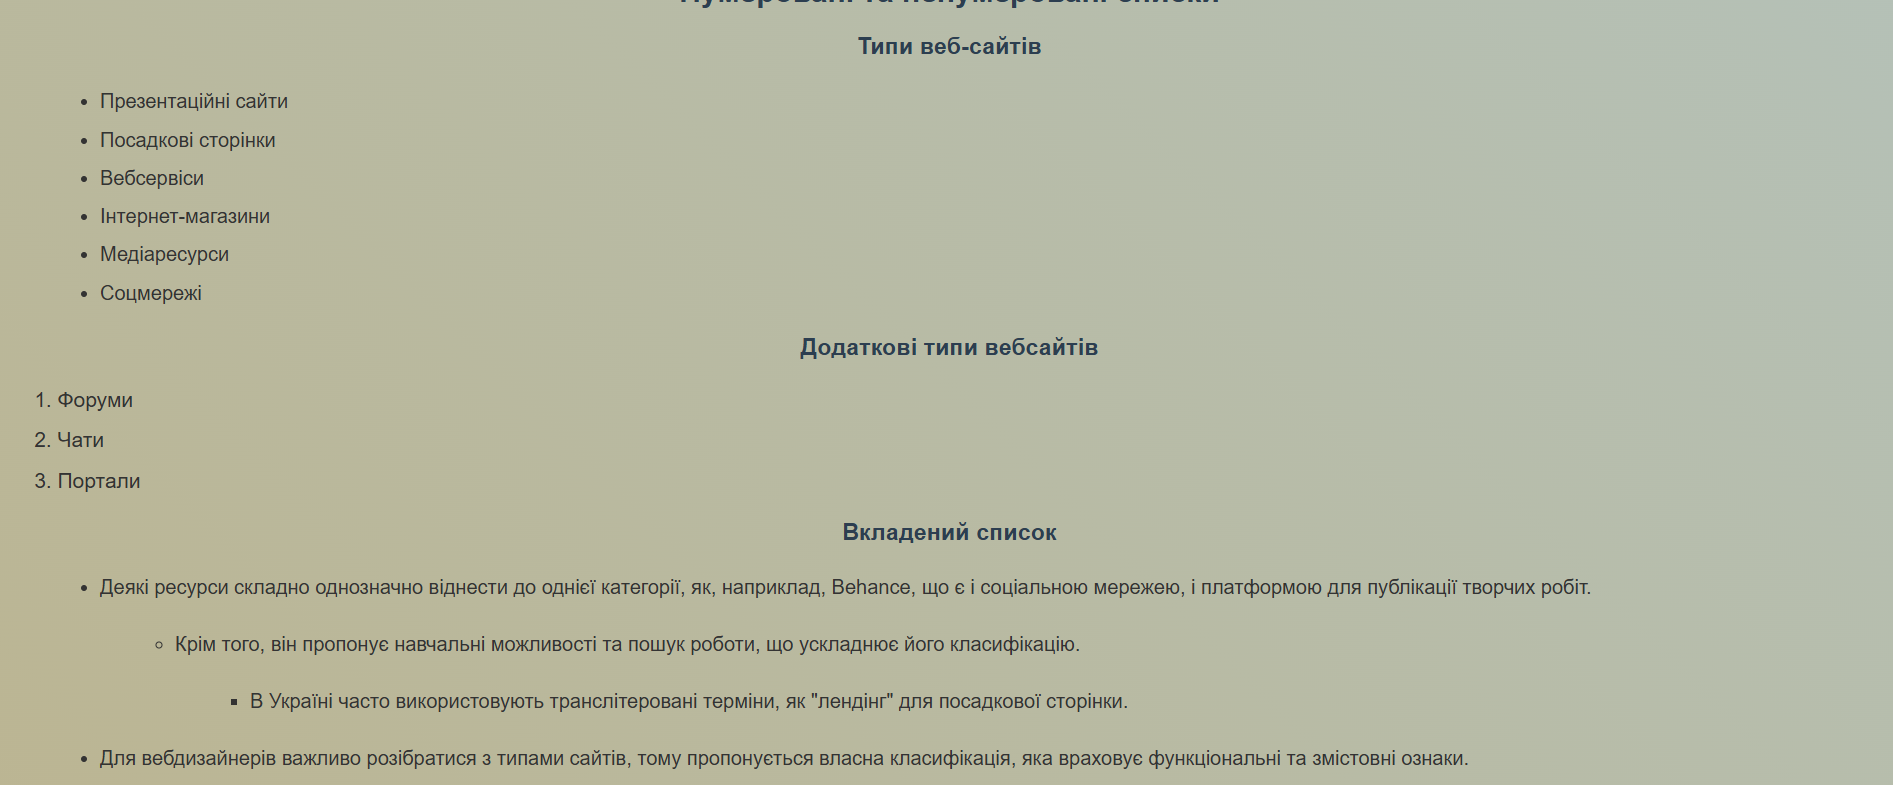 Нумеровані та ненумеровані списки
Типи веб-сайтів
• Презентаційні сайти
• Посадкові сторінки
• Вебсервіси
• Інтернет-магазини
• Медіаресурси
• Соцмережі
Додаткові типи вебсайтів
1. Форуми
2. Чати
3. Портали
Вкладений список
• Деякі ресурси складно однозначно віднести до однієї категорії, як, наприклад, Behance, що є і соціальною мережею, і платформою для публікації творчих робіт.
◦ Крім того, він пропонує навчальні можливості та пошук роботи, що ускладнює його класифікацію.
▪ В Україні часто використовують транслітеровані терміни, як "лендінг" для посадкової сторінки.
• Для вебдизайнерів важливо розібратися з типами сайтів, тому пропонується власна класифікація, яка враховує функціональні та змістовні ознаки.